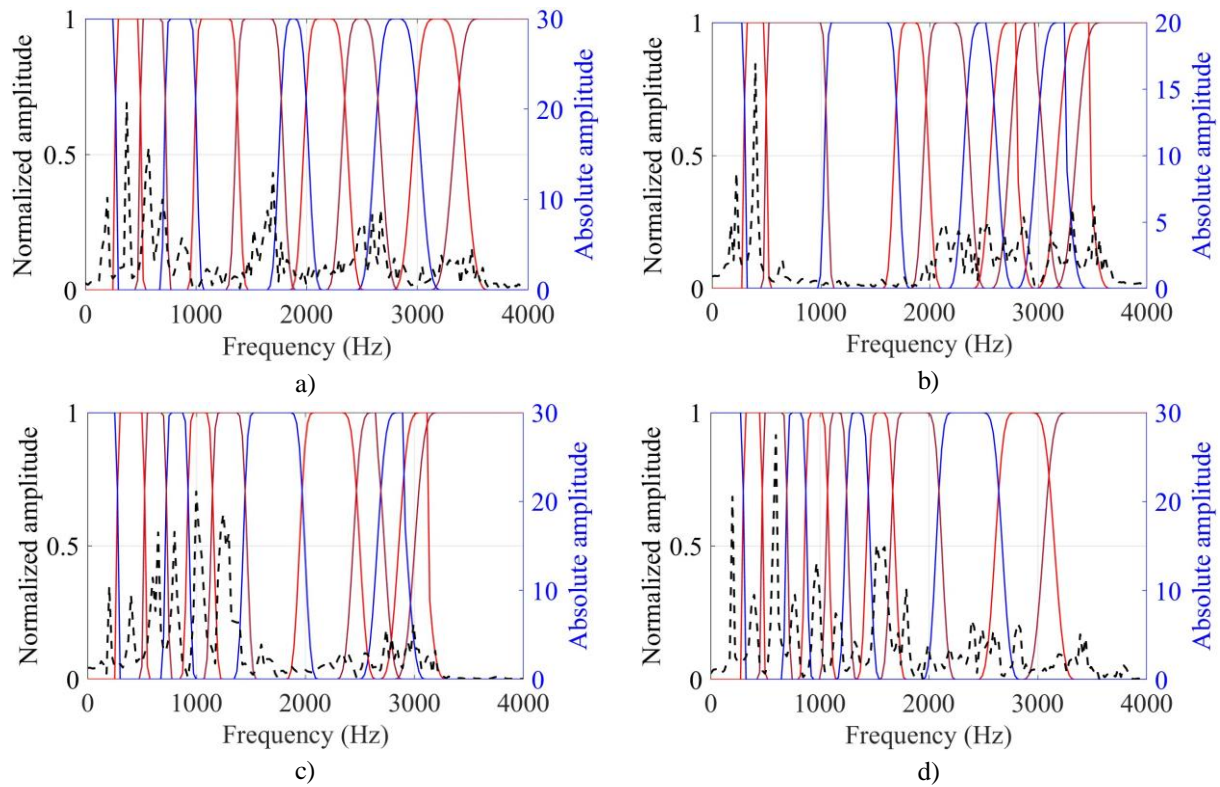 1 30
Normalized amplitude 0.5 20 Absolute amplitude
10
0 0
0 1000 2000 3000 4000
Frequency (Hz)
a)
1 20
Normalized amplitude 0.5 15 Absolute amplitude
10
5
0 0
0 1000 2000 3000 4000
Frequency (Hz)
b)
1 30
Normalized amplitude 0.5 20 Absolute amplitude
10
0 0
0 1000 2000 3000 4000
Frequency (Hz)
c)
1 30
Normalized amplitude 0.5 20 Absolute amplitude
10
0 0
0 1000 2000 3000 4000
Frequency (Hz)
d)